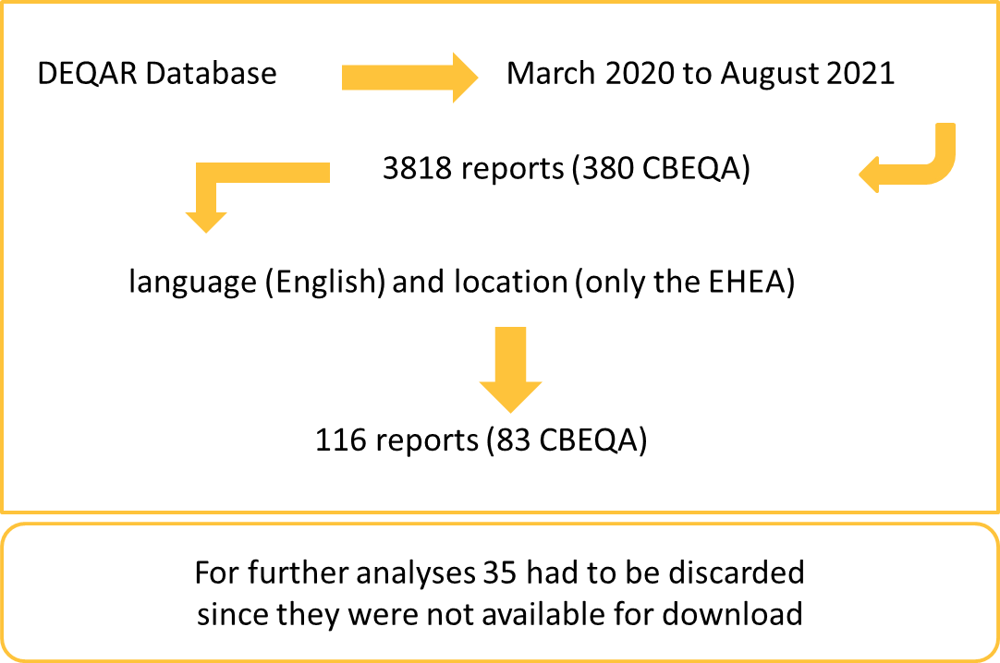 DEQAR Database
March 2020 to August 2021
3818 reports (380 CBEQA)
language (English) and location (only the EHEA)
116 reports (83 CBEQA)
For further analyses 35 had to be discarded
since they were not available for download